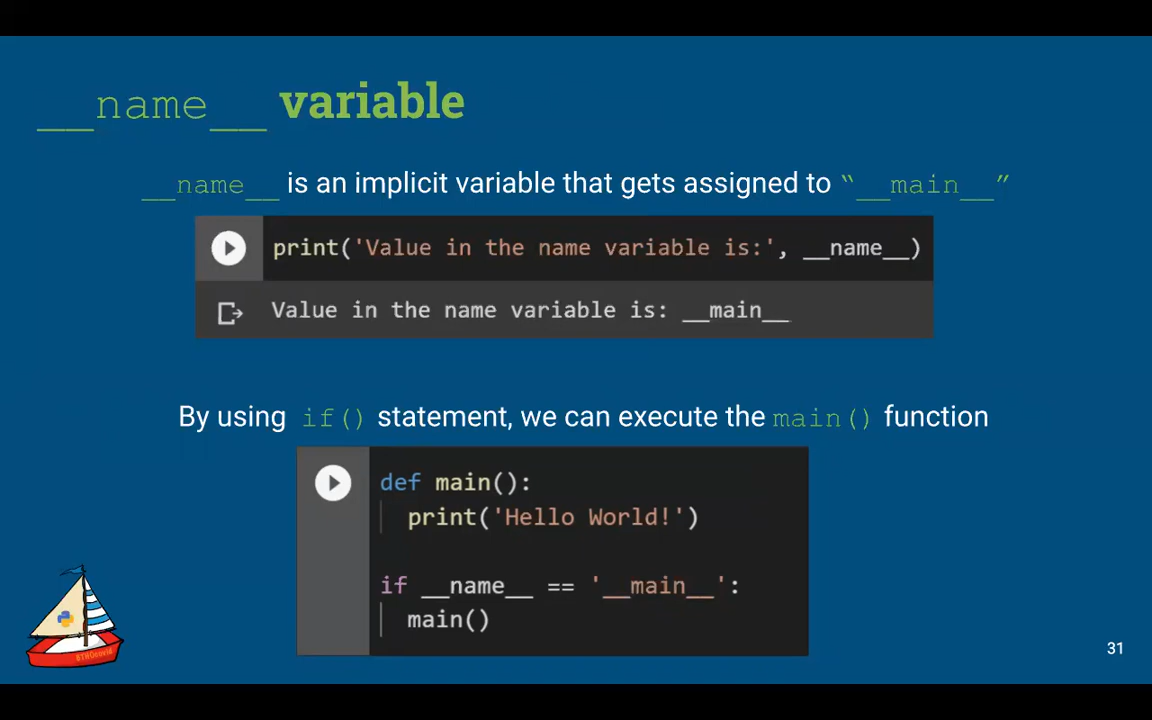 __name__ variable
__name__ is an implicit variable that gets assigned to “__main__”
print('Value in the name variable is:', __name__)
Value in the name variable is: __main__
By using if() statement, we can execute the main() function
def main():
print('Hello World!')
if __name__ == '__main__':
main()
31